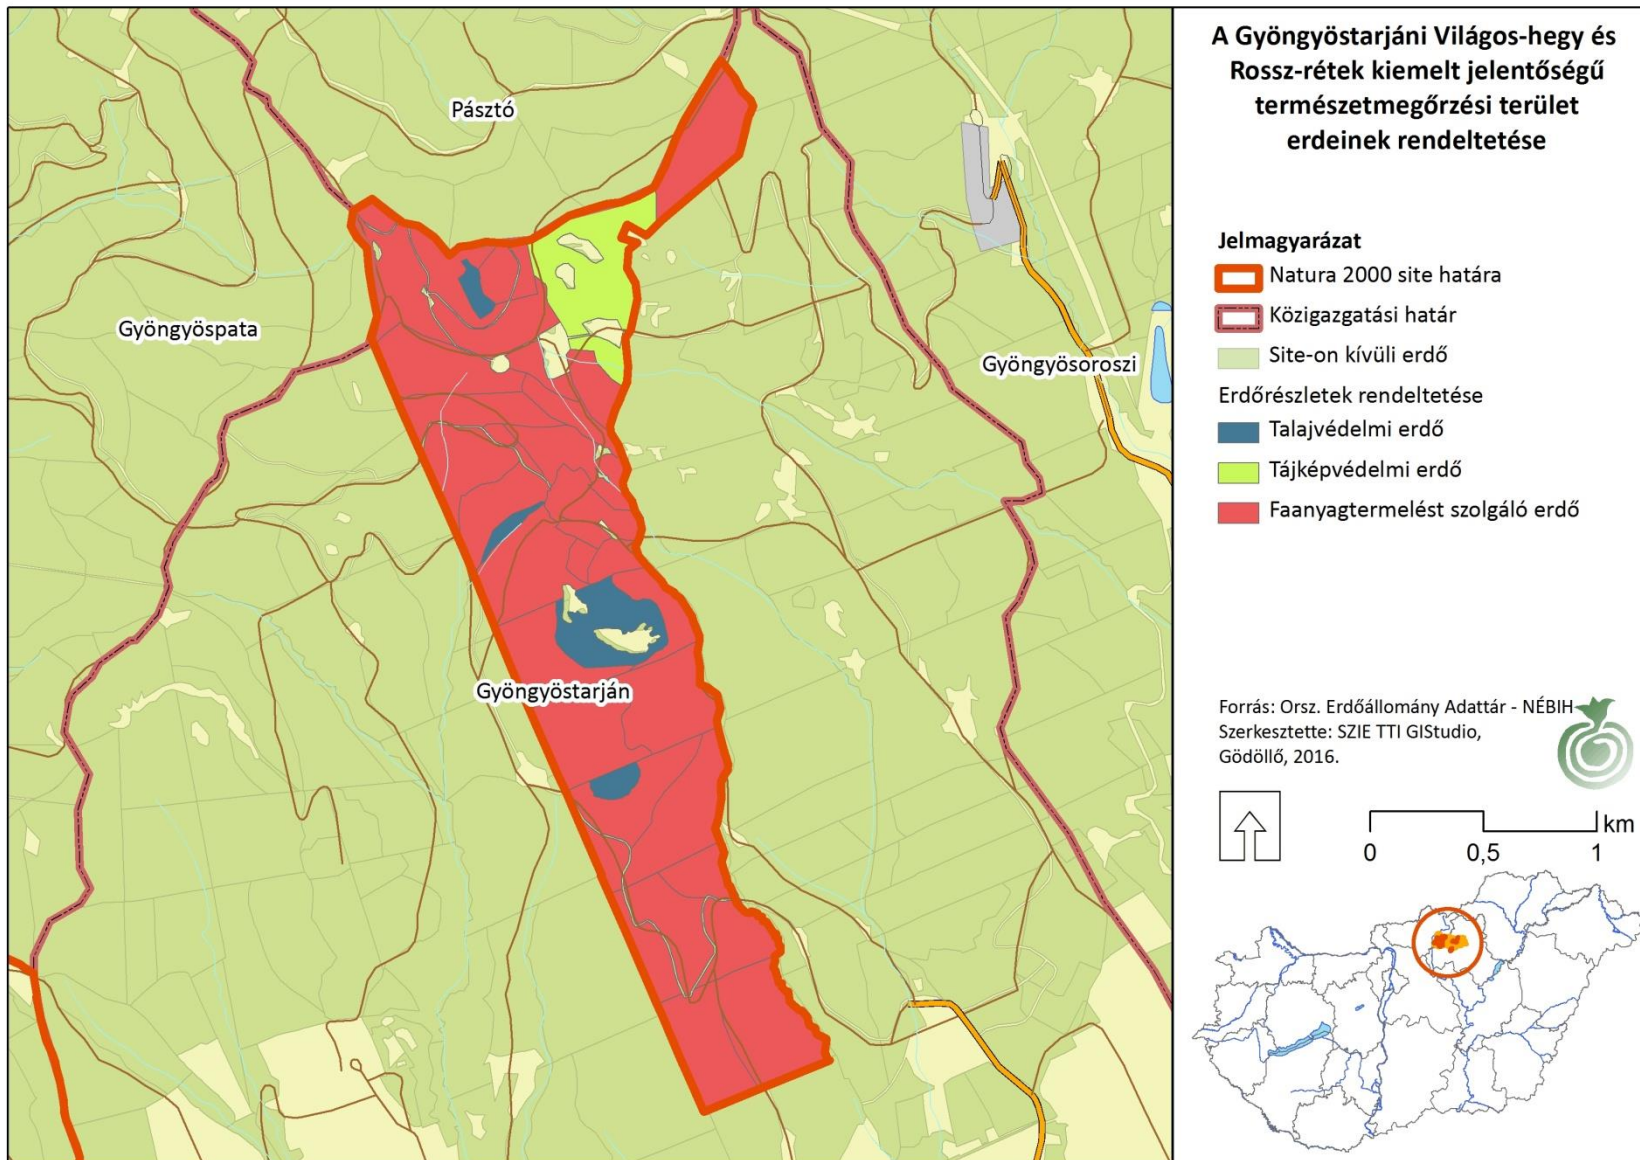 A Gyöngyöstarjáni Világos-hegy és
Rossz-rétek kiemelt jelentőségű
természetmegőrzési terület
erdeinek rendeltetése
Jelmagyarázat
Natura 2000 site határa
Közigazgatási határ
Site-on kívüli erdő
Erdőrészletek rendeltetése
Talajvédelmi erdő
Tájképvédelmi erdő
Faanyagtermelést szolgáló erdő
Pásztó
Gyöngyöspata
Gyöngyösoroszi
Gyöngyöstarján
Forrás: Orsz. Erdőállomány Adattár - NÉBIH
Szerkesztette: SZIE TTI GIStudio,
Gödöllő, 2016.
km
0 0,5 1